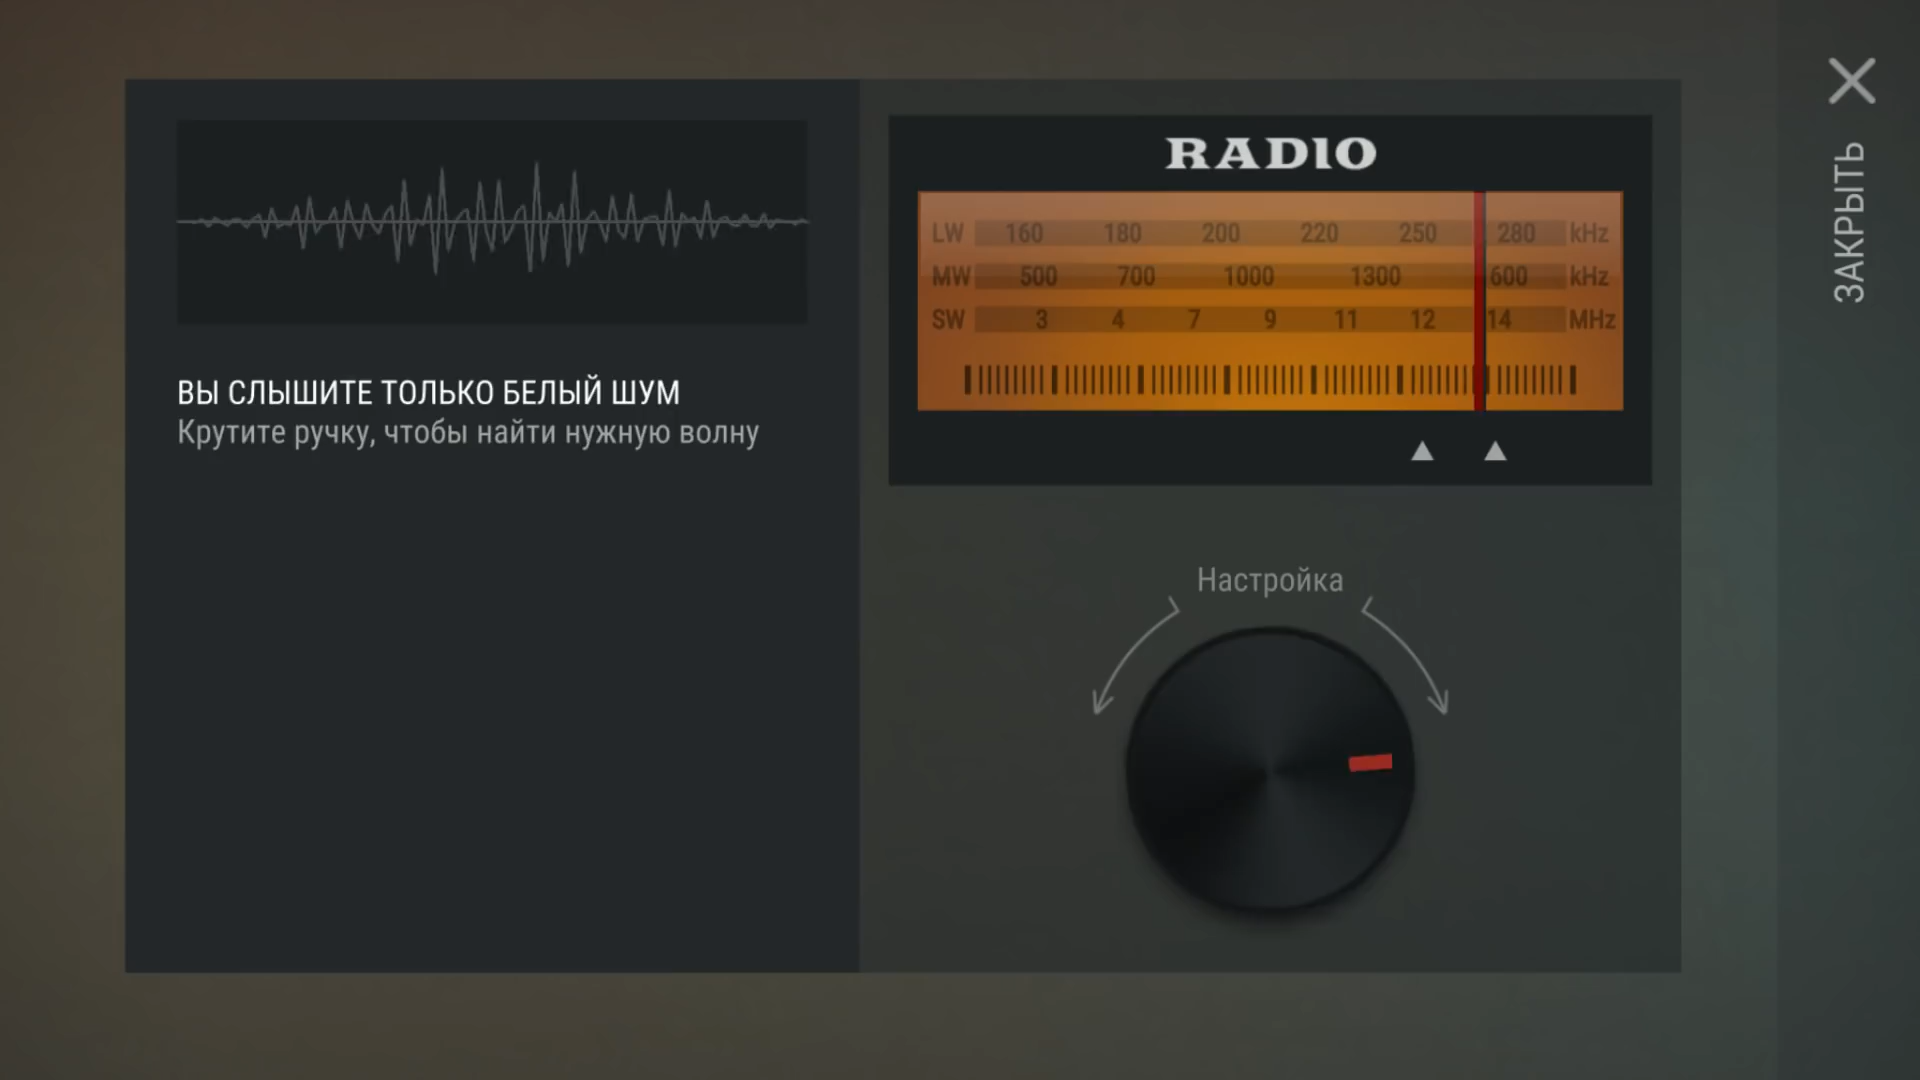 ВЫ СЛЫШИТЕ ТОЛЬКО БЕЛЫЙ ШУМ
Крутите ручку, чтобы найти нужную волну
RADIO
LW 160 180 200 220 250 280 kHz
MW 500 700 1000 1300 600 kHz
SW 3 4 7 9 11 12 14 MHz
Настройка
ЗАКРЫТЬ